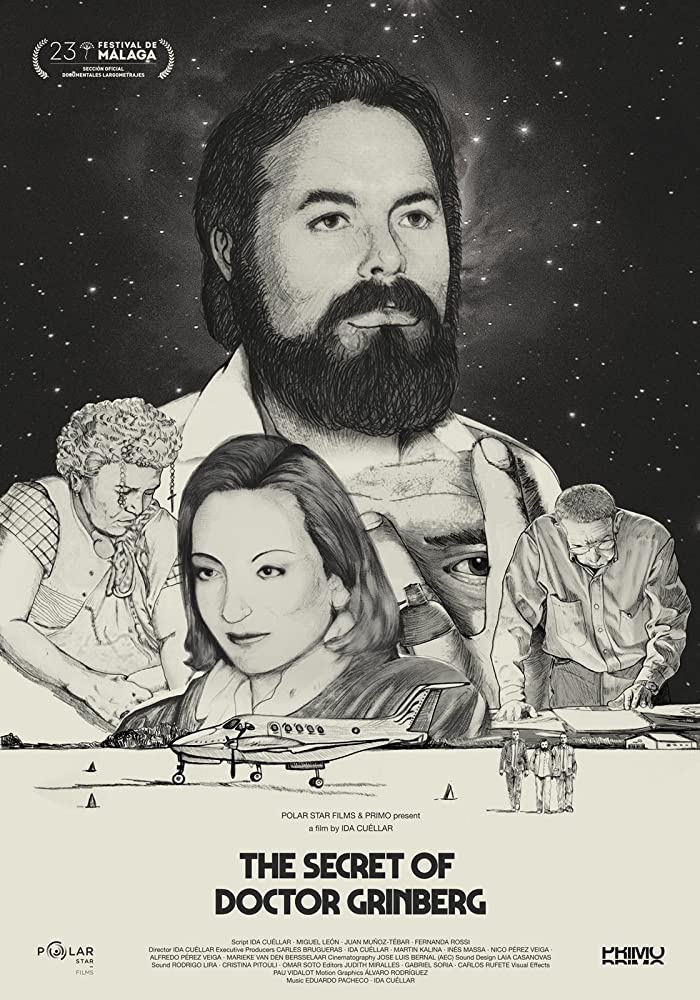 23 FESTIVAL DE
MÁLAGA
SECCIÓN OFICIAL
DOCUMENTALES LARGOMETRAJES
POLAR STAR FILMS & PRIMO present
a film by IDA CUÉLLAR
THE SECRET OF
DOCTOR GRINBERG
Script IDA CUÉLLAR · MIGUEL LEÓN · JUAN MUÑOZ-TÉBAR · FERNANDA ROSSI
Director IDA CUÉLLAR Executive Producers CARLES BRUGUERAS · IDA CUÉLLAR · MARTIN KALINA · INÉS MASSA · NICO PÉREZ VEIGA ·
ALFREDO PÉREZ VEIGA · MARIEKE VAN DEN BERSSELAAR Cinematography JOSE LUIS BERNAL (AEC) Sound Design LAIA CASANOVAS
Sound RODRIGO LIRA · CRISTINA PITOULI · OMAR SOTO Editors JUDITH MIRALLES · GABRIEL SORIA · CARLOS RUFETE Visual Effects
PAU VIDALOT Motion Graphics ÁLVARO RODRÍGUEZ
Music EDUARDO PACHECO · IDA CUÉLLAR
POLAR
STAR
FILMS
PRIMO